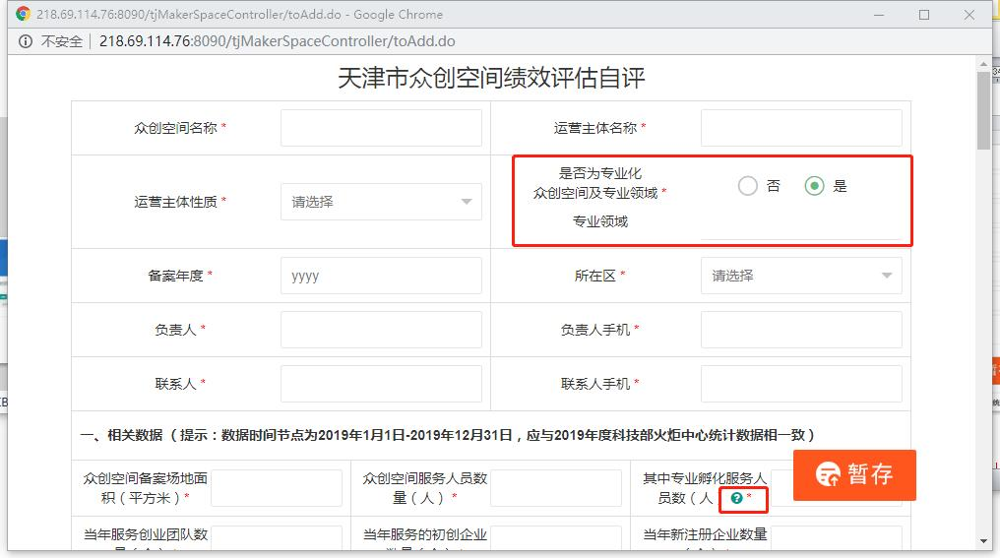 218.69.114.76:8090/tjMakerSpaceController/toAdd.do - Google Chrome
不安全 | 218.69.114.76:8090/tjMakerSpaceController/toAdd.do
天津市众创空间绩效评估自评
众创空间名称 *
运营主体名称 *
运营主体性质 *
请选择
是否为专业化
众创空间及专业领域 *
否
是
专业领域
备案年度 *
yyyy
所在区 *
请选择
负责人 *
负责人手机 *
联系人 *
联系人手机 *
一、相关数据 (提示:数据时间节点为2019年1月1日-2019年12月31日,应与2019年度科技部火炬中心统计数据相一致)
众创空间备案场地面
积(平方米) *
众创空间服务人员数
量(人) *
其中专业孵化服务人
员数(人 ? *
暂存
当年服务创业团队数
当年服务的初创企业
当年新注册企业数量